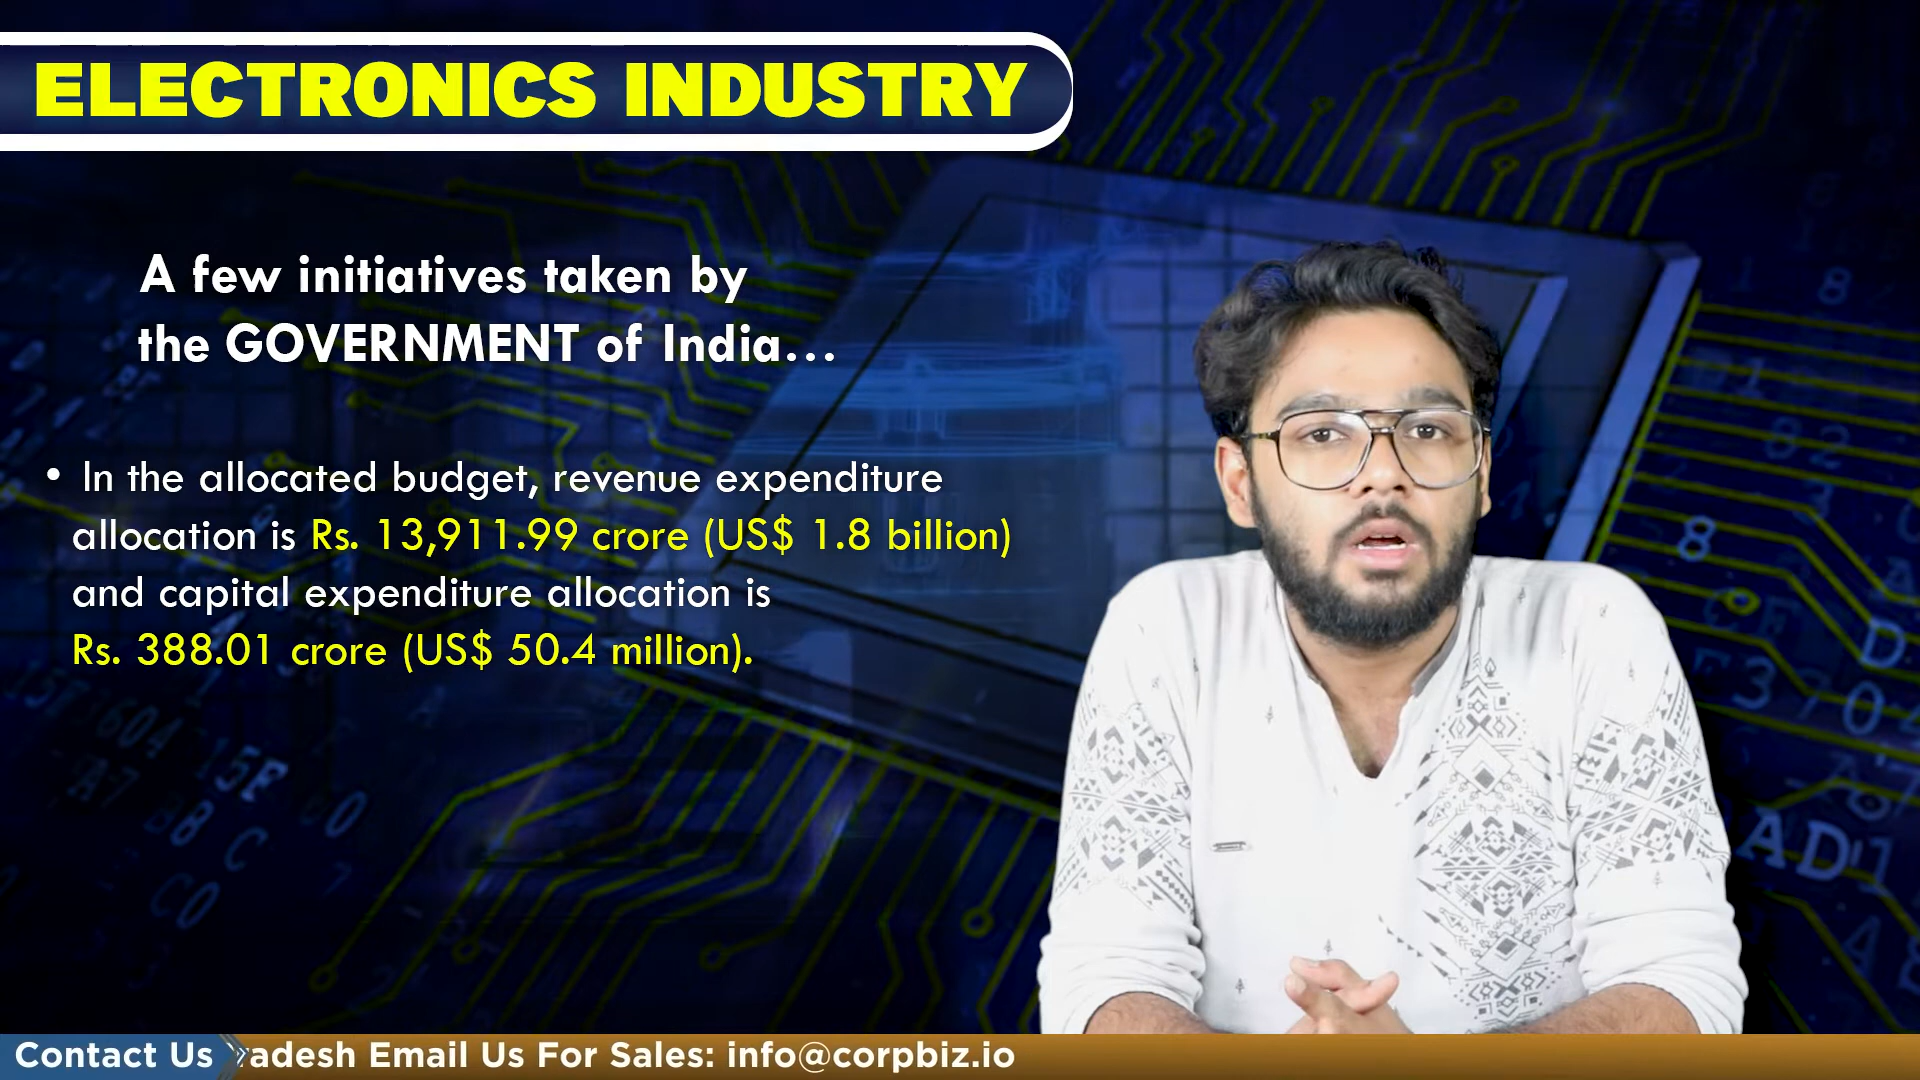 ELECTRONICS INDUSTRY
A few initiatives taken by
the GOVERNMENT of India...
• In the allocated budget, revenue expenditure
allocation is Rs. 13,911.99 crore (US$ 1.8 billion)
and capital expenditure allocation is
Rs. 388.01 crore (US$ 50.4 million).
Contact Us
radesh Email Us For Sales: info@corpbiz.io